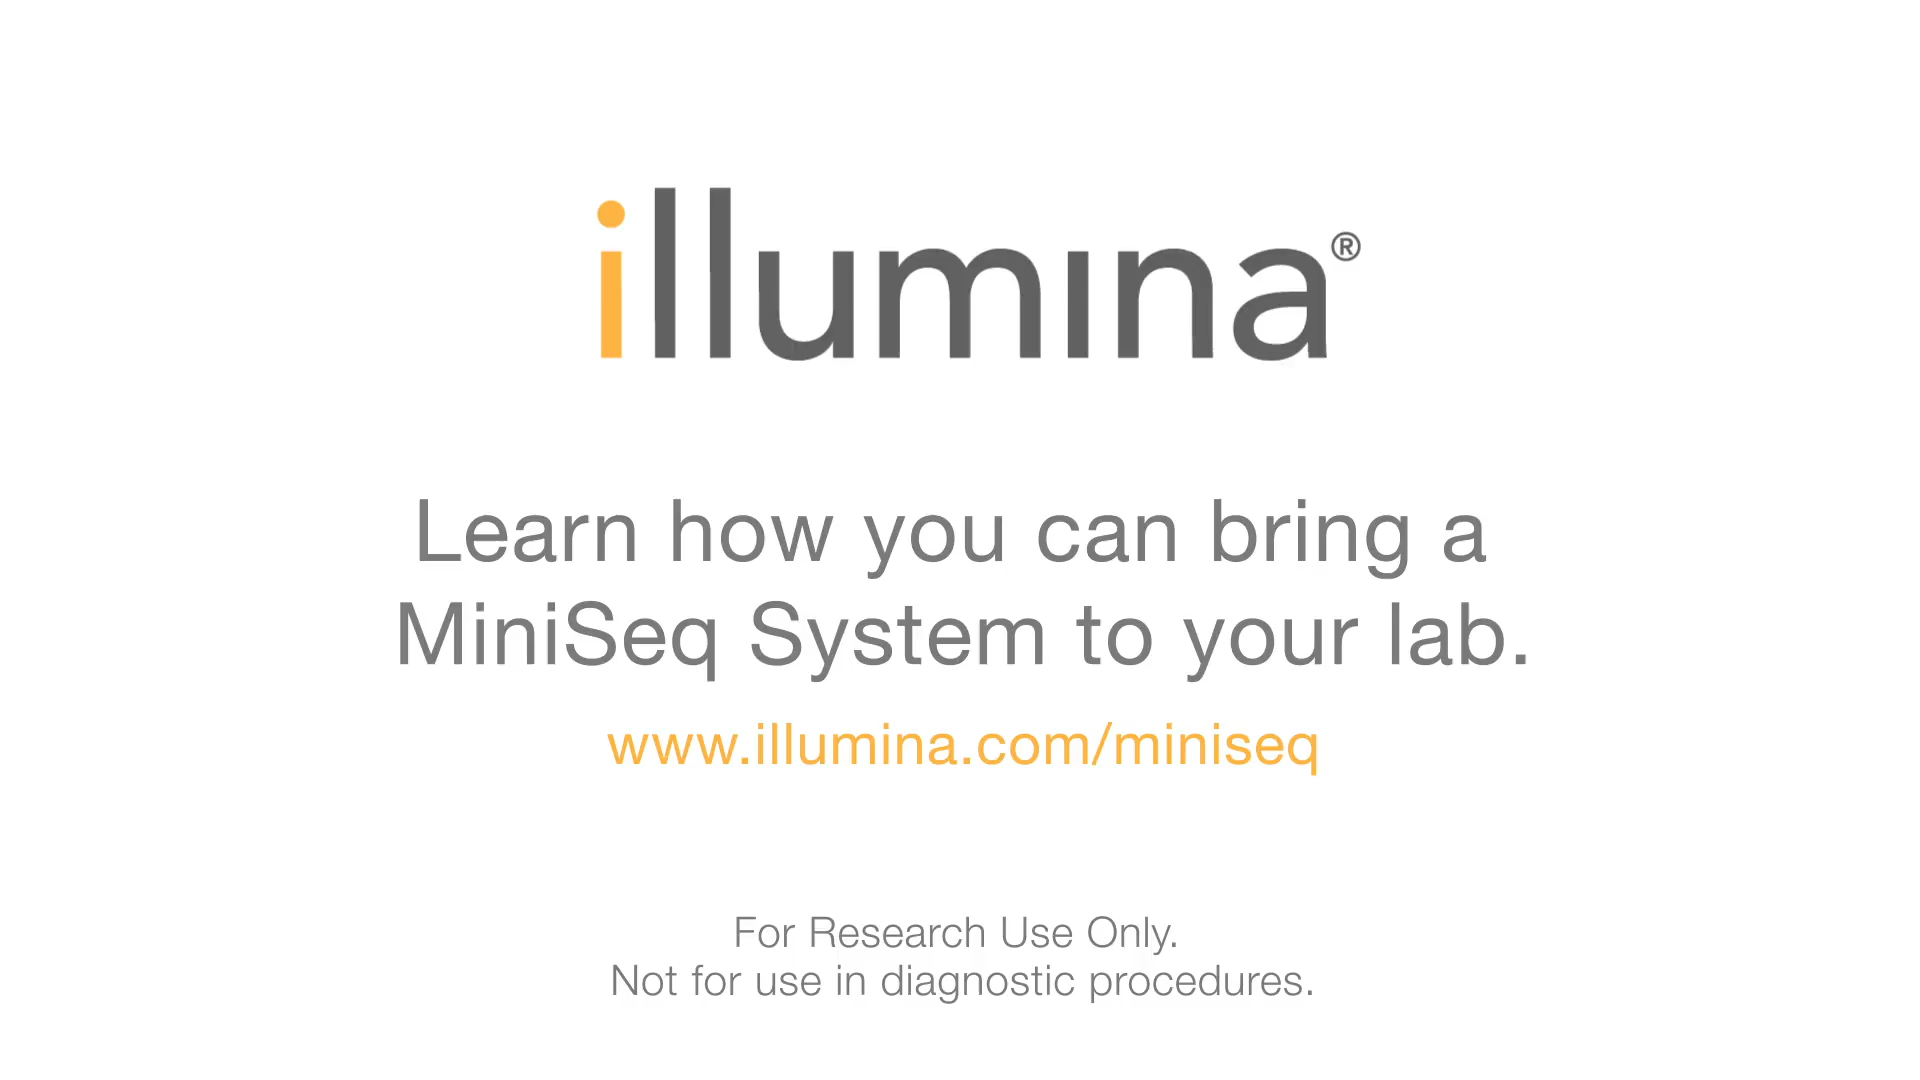 illumina®
Learn how you can bring a
MiniSeq System to your lab.
www.illumina.com/miniseq
For Research Use Only.
Not for use in diagnostic procedures.